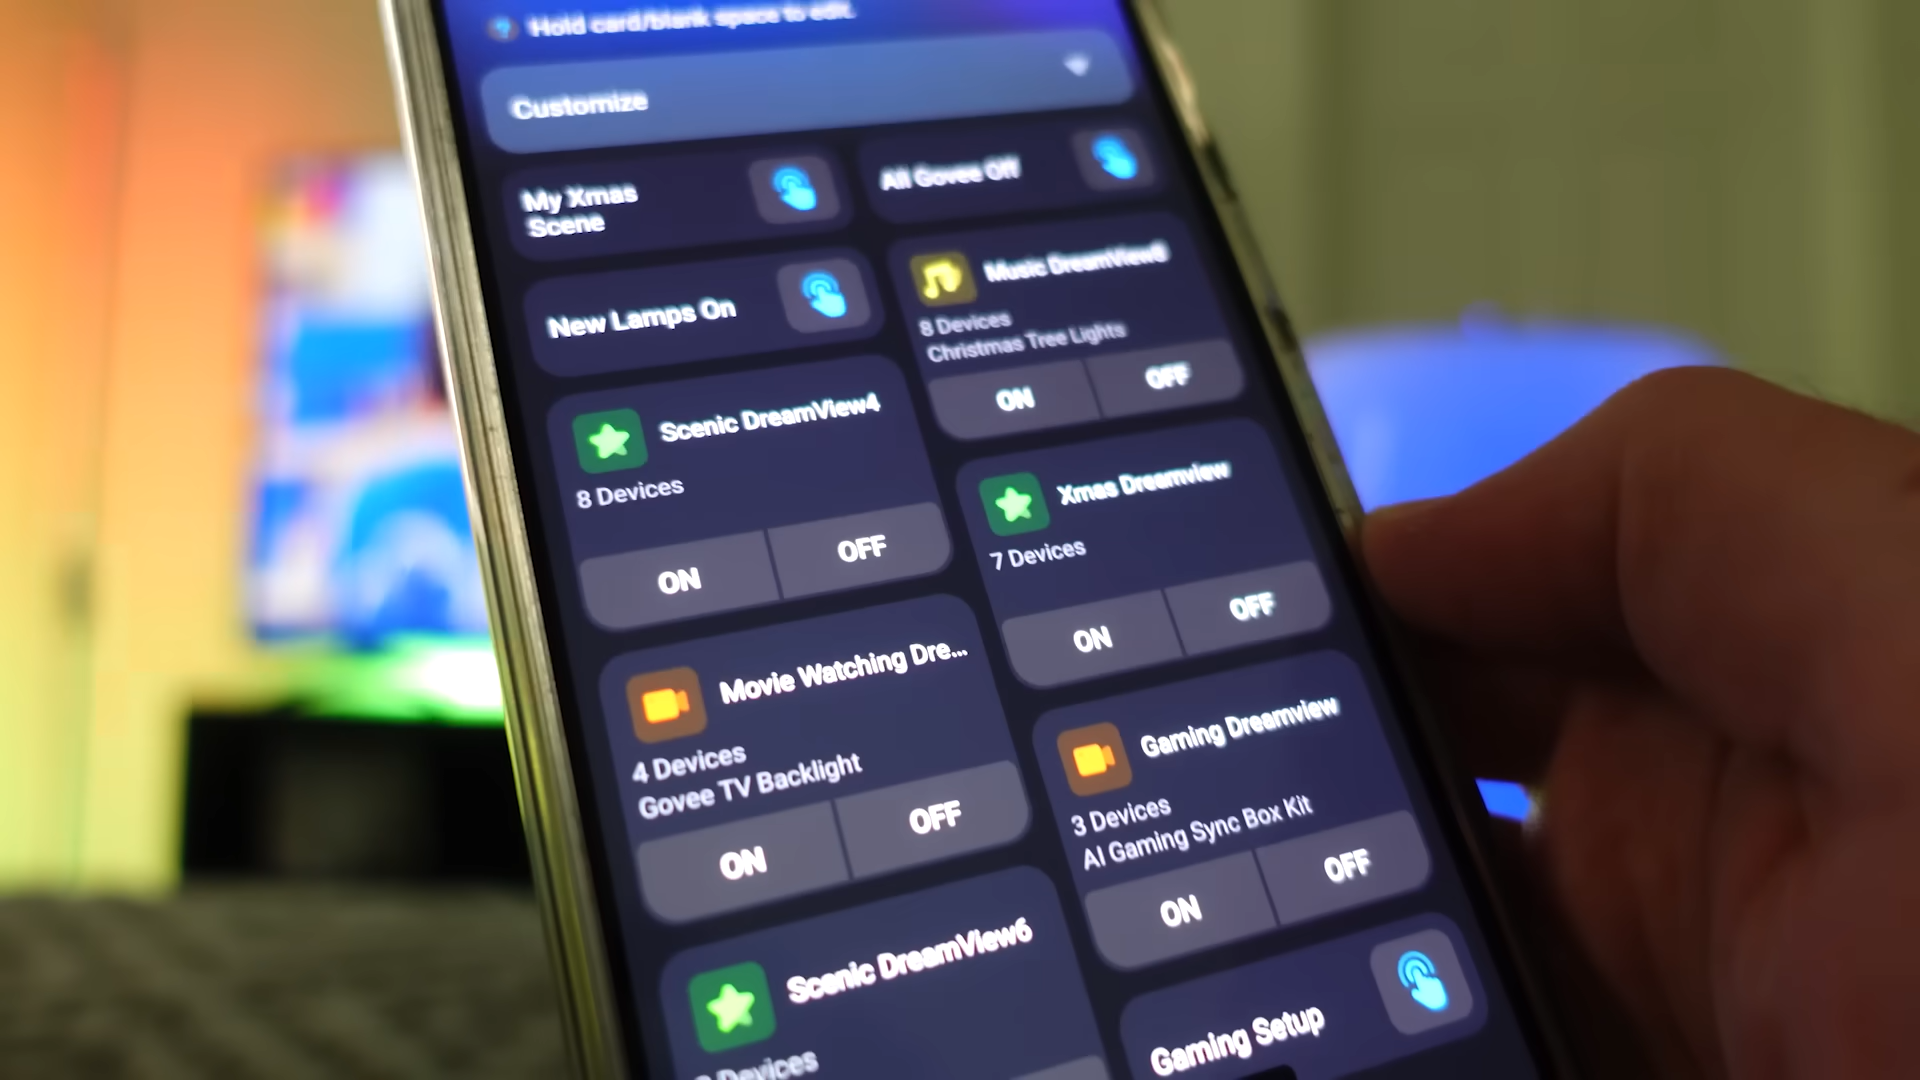 Hold card/blank space to edit.
Customize
My Xmas
Scene
All Govee Off
New Lamps On
Music DreamView8
8 Devices
Christmas Tree Lights
ON
OFF
Scenic DreamView4
8 Devices
ON
OFF
Xmas Dreamview
7 Devices
ON
OFF
Movie Watching Dre...
4 Devices
Govee TV Backlight
ON
OFF
Gaming Dreamview
3 Devices
AI Gaming Sync Box Kit
ON
OFF
Scenic DreamView6
Devices
Gaming Setup